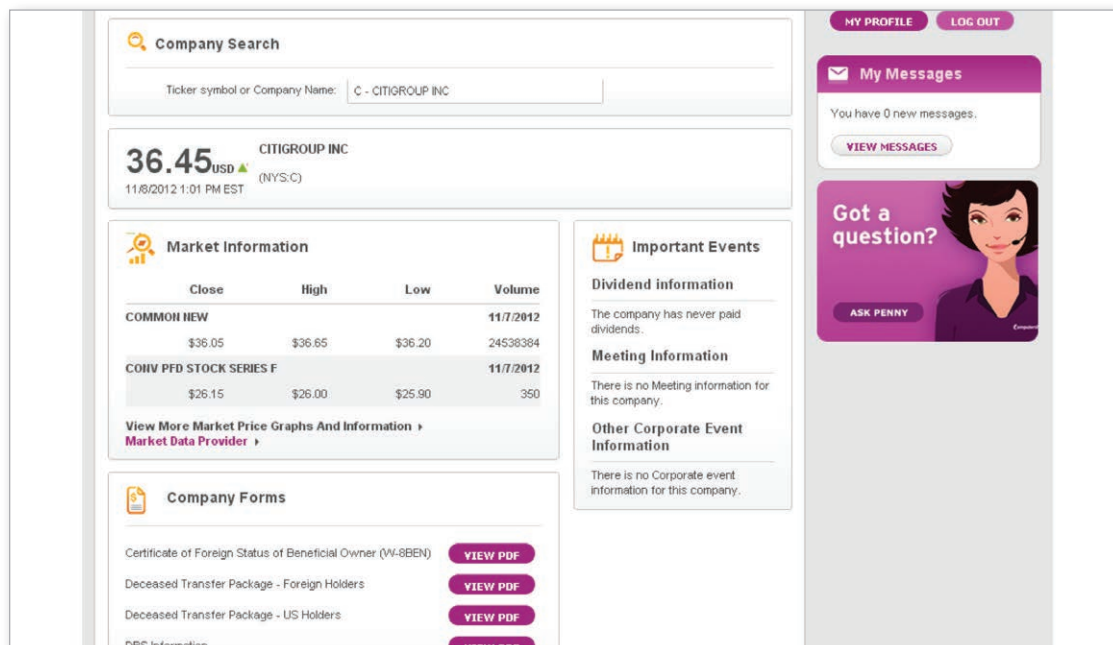 MY PROFILE LOG OUT
Company Search
Ticker symbol or Company Name: C - CITIGROUP INC
My Messages
You have 0 new messages.
VIEW MESSAGES
36.45 USD
CITIGROUP INC
(NYS:C)
11/8/2012 1:01 PM EST
Got a
question?
ASK PENNY
Market Information
Close High Low Volume
COMMON NEW 11/7/2012
$36.05 $36.65 $36.20 24538384
CONV PFD STOCK SERIES F 11/7/2012
$26.15 $26.00 $25.90 350
View More Market Price Graphs And Information
Market Data Provider
Important Events
Dividend information
The company has never paid
dividends.
Meeting Information
There is no Meeting information for
this company.
Other Corporate Event
Information
There is no Corporate event
information for this company.
Company Forms
Certificate of Foreign Status of Beneficial Owner (W-8BEN) VIEW PDF
Deceased Transfer Package - Foreign Holders VIEW PDF
Deceased Transfer Package - US Holders VIEW PDF